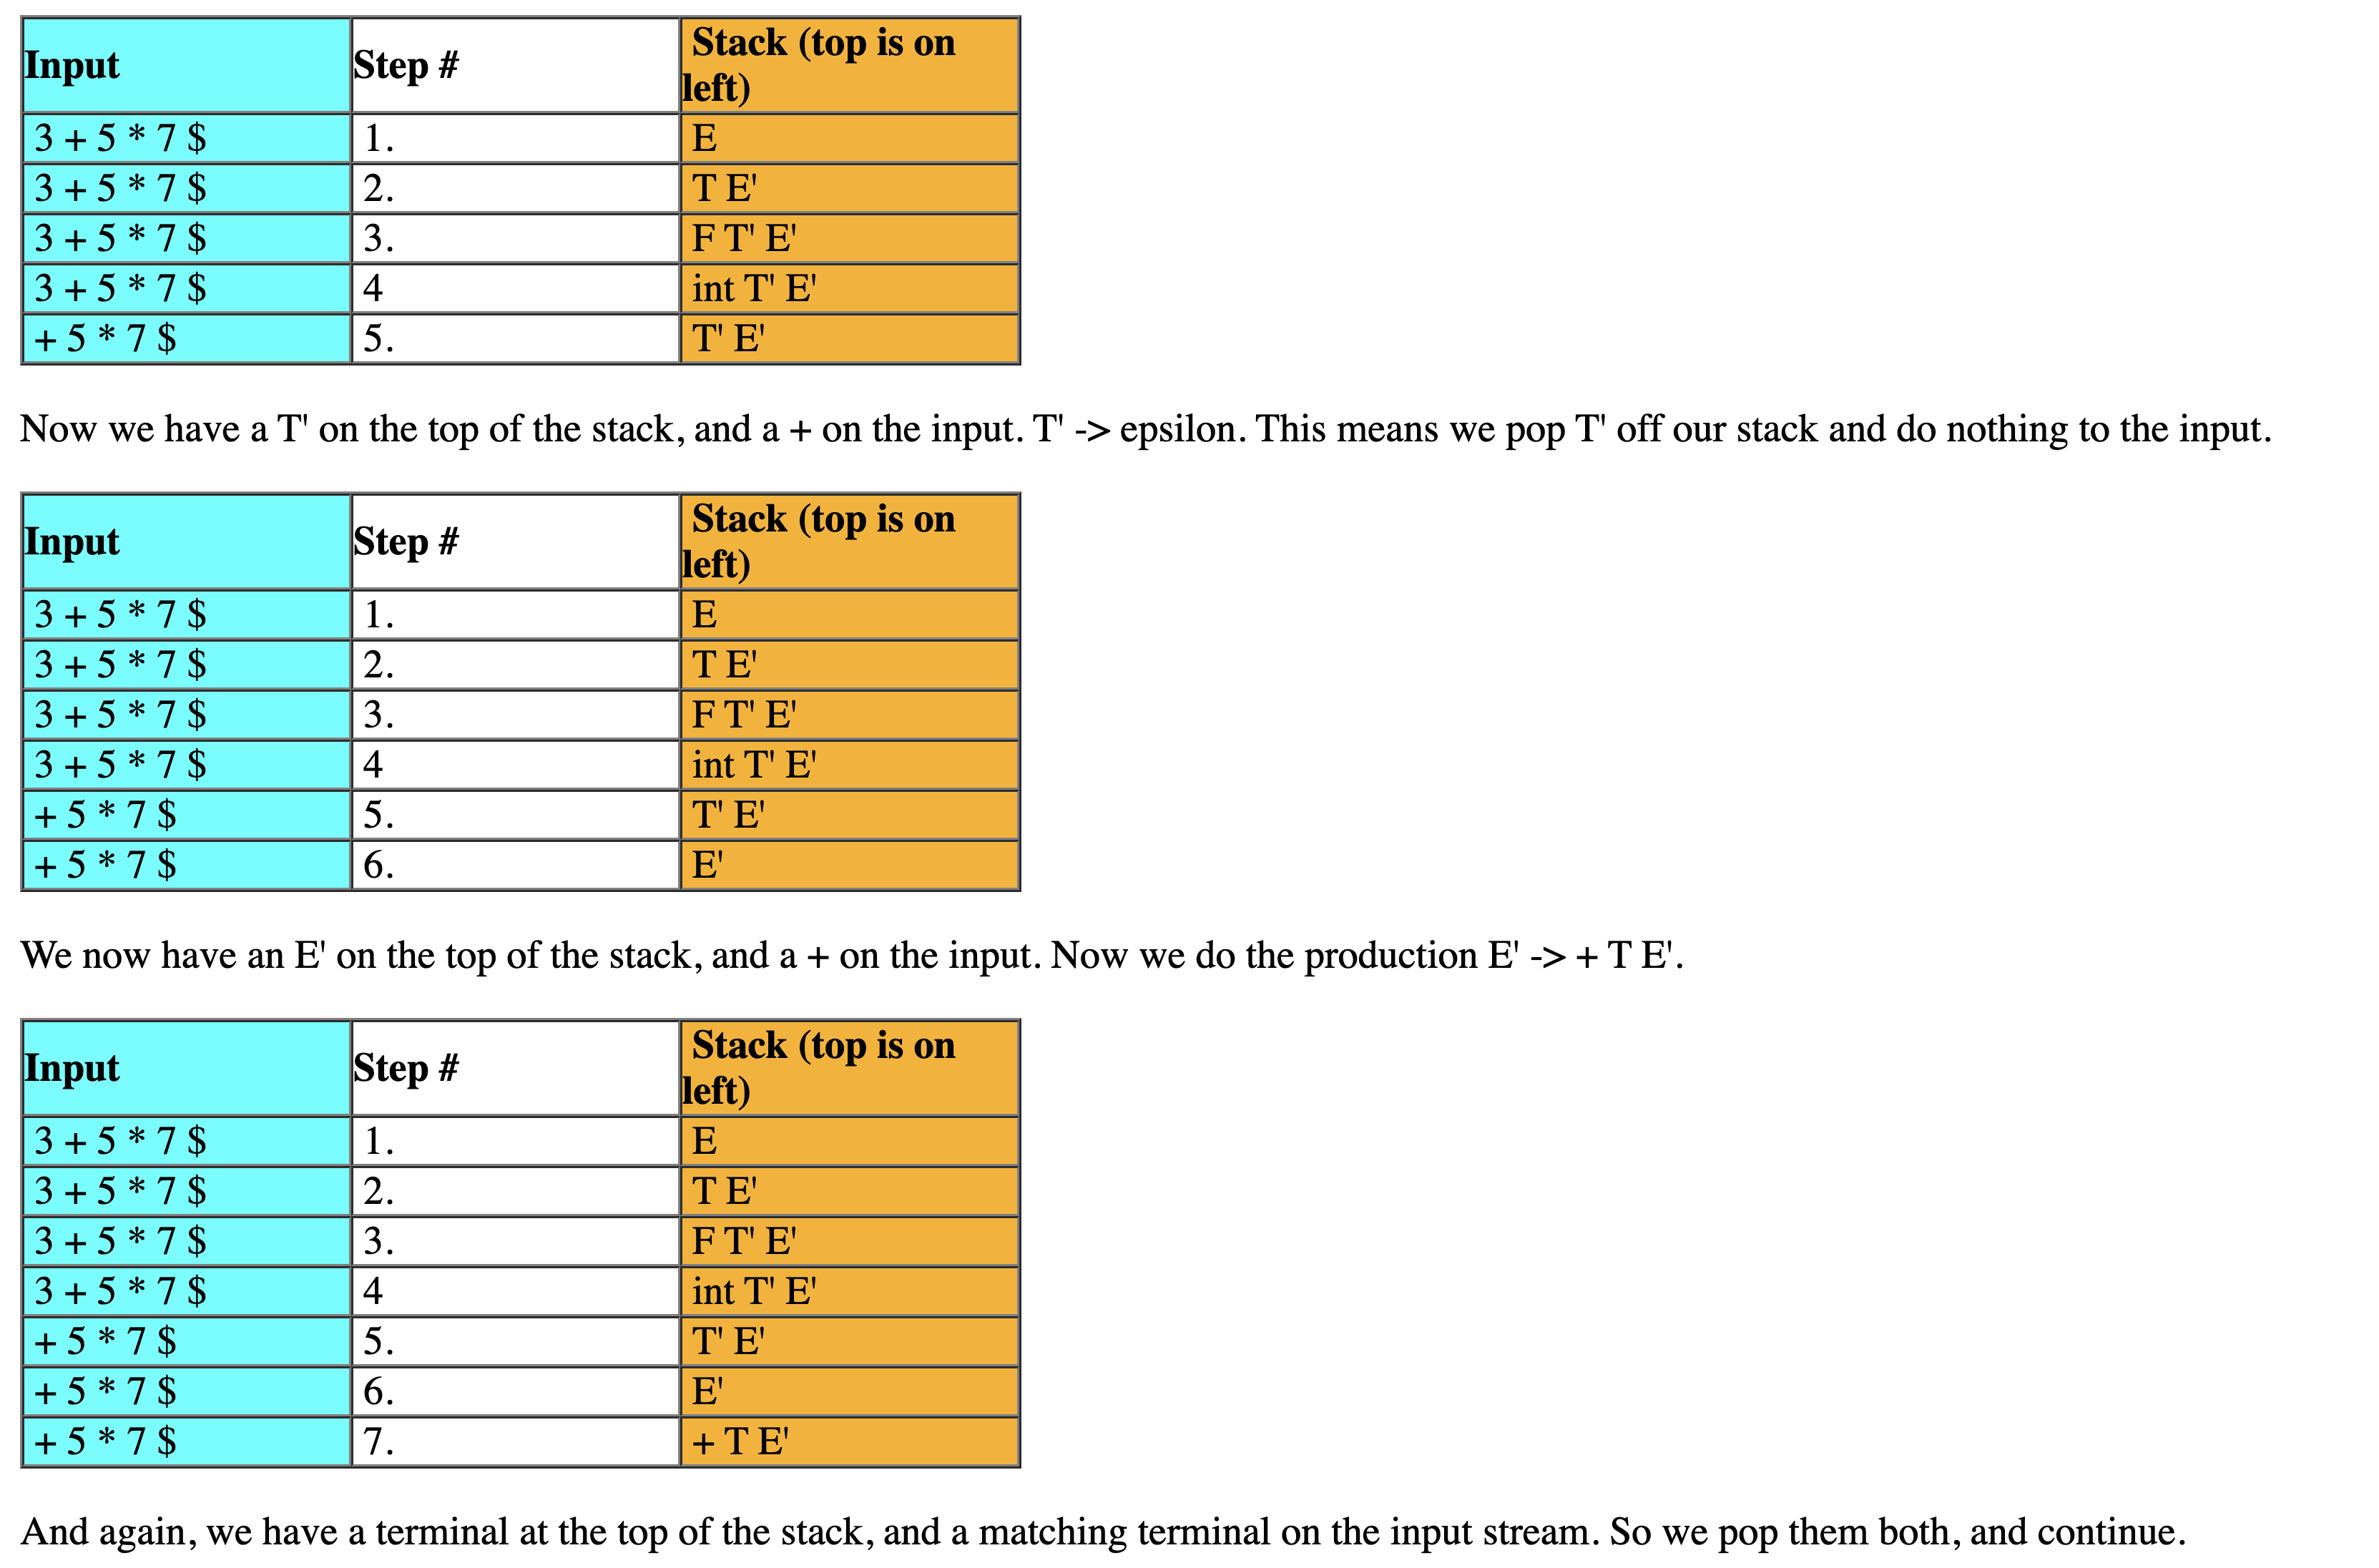 Input Step # Stack (top is on
left)
3 + 5 * 7 $ 1. E
3 + 5 * 7 $ 2. T E'
3 + 5 * 7 $ 3. F T' E'
3 + 5 * 7 $ 4 int T' E'
+ 5 * 7 $ 5. T' E'
Now we have a T' on the top of the stack, and a + on the input. T' -> epsilon. This means we pop T' off our stack and do nothing to the input.
Input Step # Stack (top is on
left)
3 + 5 * 7 $ 1. E
3 + 5 * 7 $ 2. T E'
3 + 5 * 7 $ 3. F T' E'
3 + 5 * 7 $ 4 int T' E'
+ 5 * 7 $ 5. T' E'
+ 5 * 7 $ 6. E'
We now have an E' on the top of the stack, and a + on the input. Now we do the production E' -> + T E'.
Input Step # Stack (top is on
left)
3 + 5 * 7 $ 1. E
3 + 5 * 7 $ 2. T E'
3 + 5 * 7 $ 3. F T' E'
3 + 5 * 7 $ 4 int T' E'
+ 5 * 7 $ 5. T' E'
+ 5 * 7 $ 6. E'
+ 5 * 7 $ 7. + T E'
And again, we have a terminal at the top of the stack, and a matching terminal on the input stream. So we pop them both, and continue.